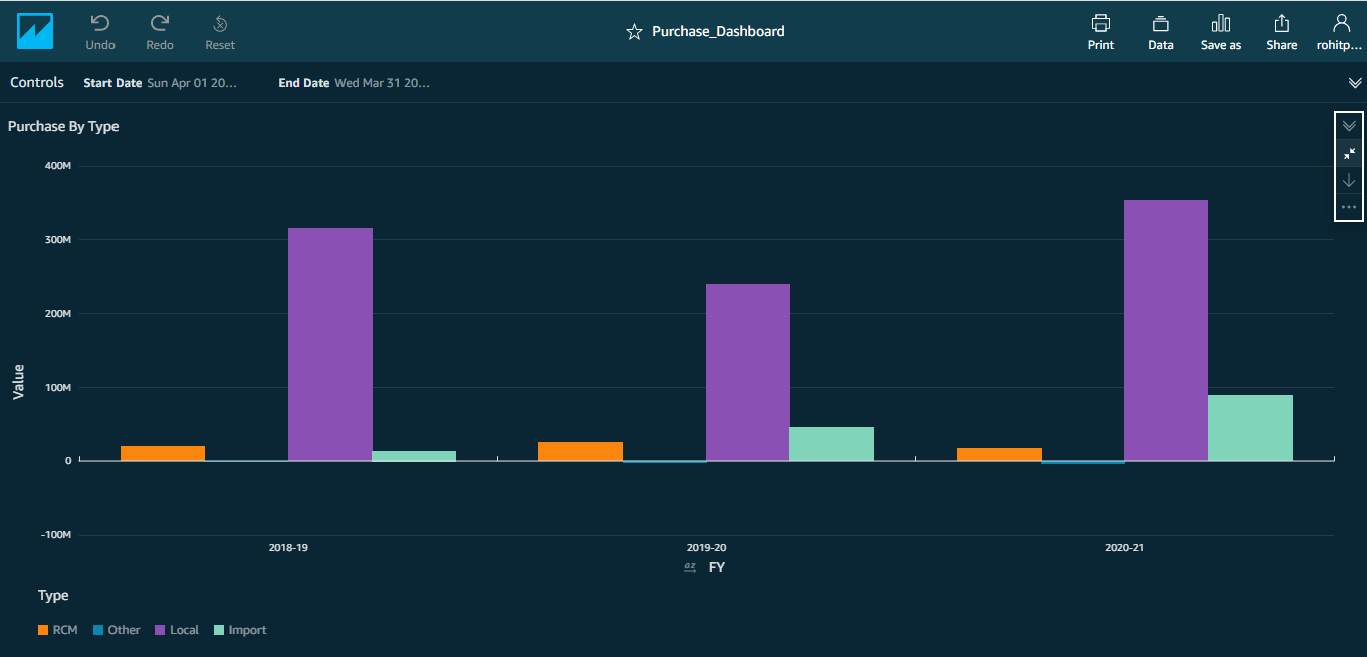 Undo Redo Reset Purchase_Dashboard Print Data Save as Share rohitp...
Controls Start Date Sun Apr 01 20... End Date Wed Mar 31 20...
Purchase By Type
400M
300M
200M
100M
0
-100M
Value
2018-19 2019-20 2020-21
az FY
Type
RCM Other Local Import